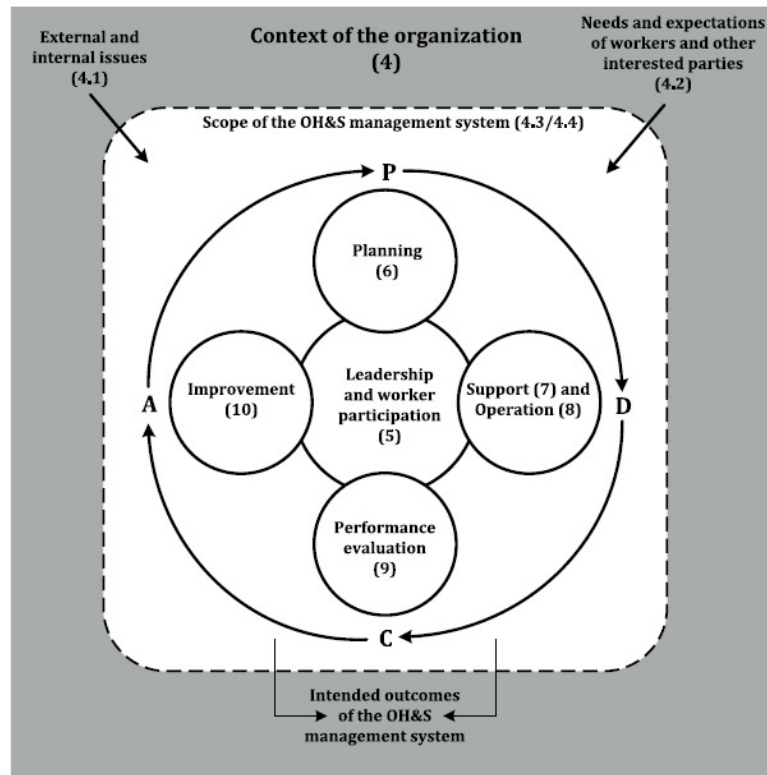 External and
internal issues
(4.1)
Context of the organization
(4)
Needs and expectations
of workers and other
interested parties
(4.2)
Scope of the OH&S management system (4.3/4.4)
P
Planning
(6)
A
Improvement
(10)
Leadership
and worker
participation
(5)
Support (7) and
Operation (8)
D
Performance
evaluation
(9)
C
Intended outcomes
of the OH&S
management system